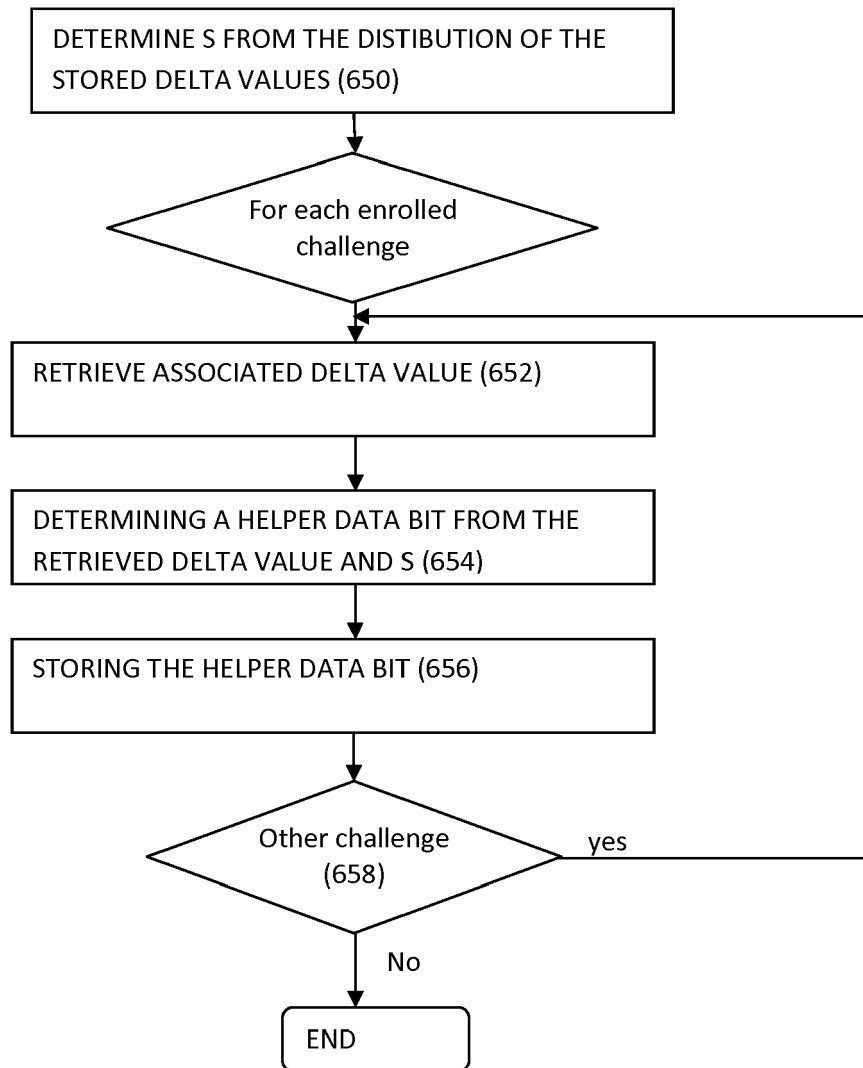 DETERMINE S FROM THE DISTIBUTION OF THE
STORED DELTA VALUES (650)
For each enrolled
challenge
RETRIEVE ASSOCIATED DELTA VALUE (652)
DETERMINING A HELPER DATA BIT FROM THE
RETRIEVED DELTA VALUE AND S (654)
STORING THE HELPER DATA BIT (656)
Other challenge
(658)
yes
No
END